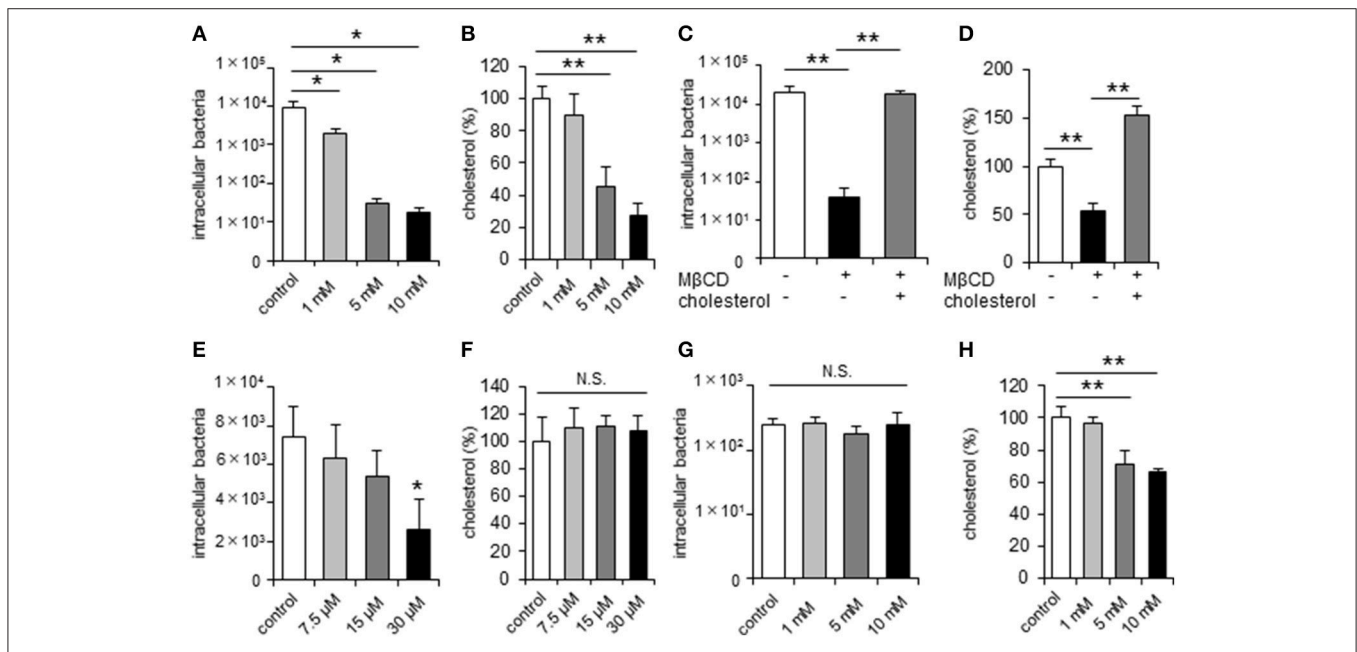 A
*
*
*
1×10⁵
1×10⁴
1×10³
1×10²
1×10¹
0
intracellular bacteria
control
1 mM
5 mM
10 mM
B
**
**
120
100
80
60
40
20
0
cholesterol (%)
control
1 mM
5 mM
10 mM
C
**
**
1×10⁵
1×10⁴
1×10³
1×10²
1×10¹
0
intracellular bacteria
MβCD - + +
cholesterol - - +
D
**
**
200
150
100
50
0
cholesterol (%)
MβCD - + +
cholesterol - - +
E
1×10⁴
8×10³
6×10³
4×10³
2×10³
0
intracellular bacteria
*
control
7.5 µM
15 µM
30 µM
F
N.S.
140
120
100
80
60
40
20
0
cholesterol (%)
control
7.5 µM
15 µM
30 µM
G
N.S.
1×10³
1×10²
1×10¹
0
intracellular bacteria
control
1 mM
5 mM
10 mM
H
**
**
120
100
80
60
40
20
0
cholesterol (%)
control
1 mM
5 mM
10 mM